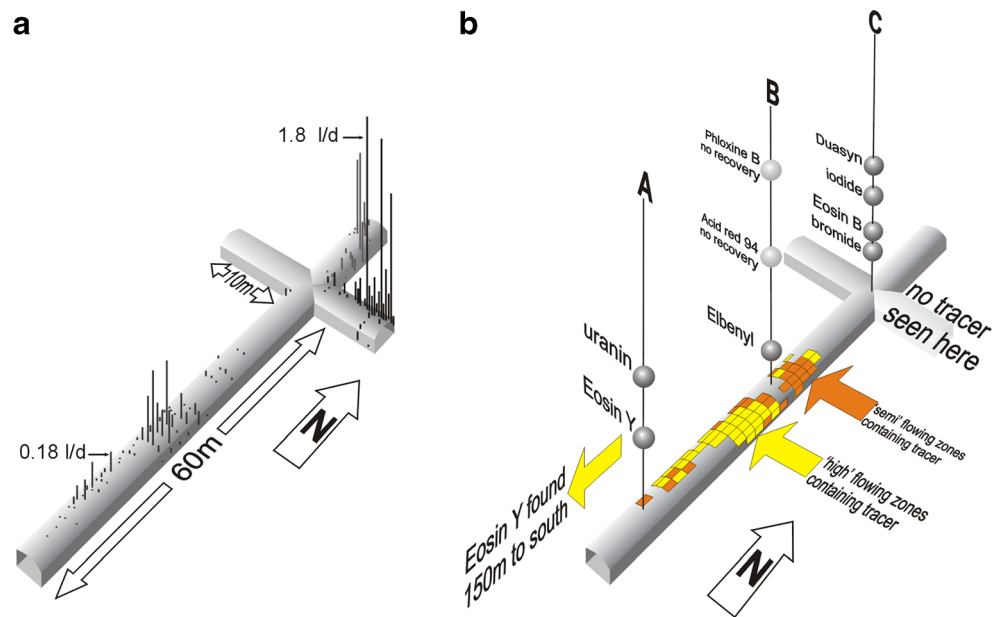 a
1.8 l/d
10m
0.18 l/d
60m
N
b
A
uranin
Eosin Y
Eosin Y found
150m to south
B
Phloxine B
no recovery
Acid red 94
no recovery
Elbenyl
C
Duasyn
iodide
Eosin B
bromide
no tracer
seen here
'semi' flowing zones
containing tracer
'high' flowing zones
containing tracer
N